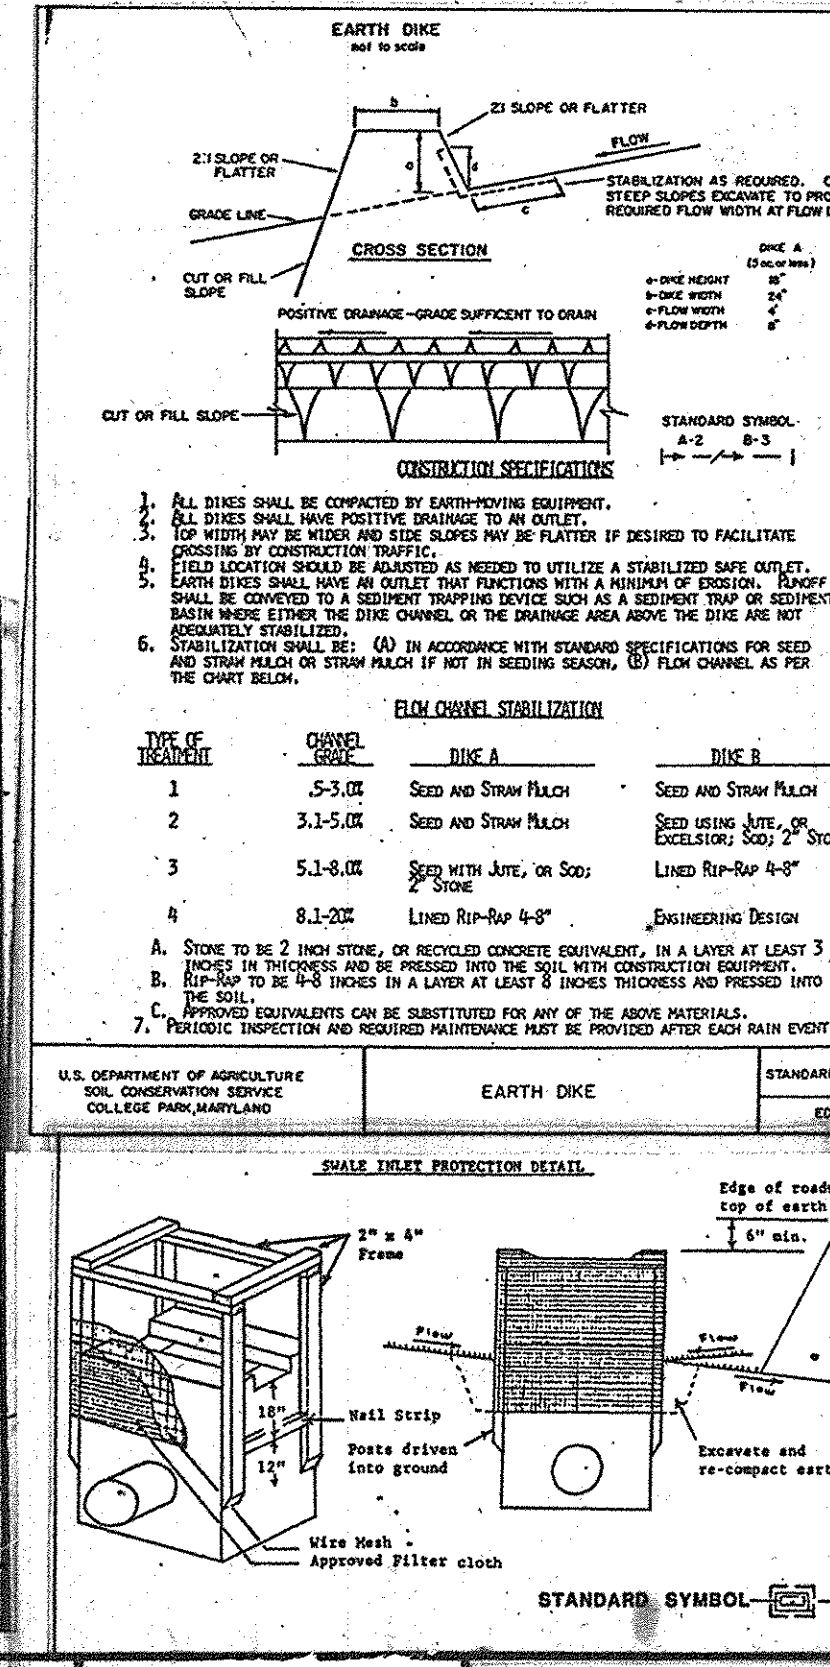 EARTH DIKE
not to scale
b
2:1 SLOPE OR FLATTER
FLOW
2:1 SLOPE OR
FLATTER
a
d
STABILIZATION AS REQUIRED.
STEEP SLOPES EXCAVATE TO
REQUIRED FLOW WIDTH AT FLOW
c
GRADE LINE
CROSS SECTION
CUT OR FILL
SLOPE
DIKE A
(5 ac. or less)
a-DIKE HEIGHT 18"
b-DIKE WIDTH 24"
c-FLOW WIDTH 4'
d-FLOW DEPTH 8"
POSITIVE DRAINAGE-GRADE SUFFICENT TO DRAIN
CUT OR FILL SLOPE
STANDARD SYMBOL
A-2 B-3
CONSTRUCTION SPECIFICATIONS
1. ALL DIKES SHALL BE COMPACTED BY EARTH-MOVING EQUIPMENT.
2. ALL DIKES SHALL HAVE POSITIVE DRAINAGE TO AN OUTLET.
3. TOP WIDTH MAY BE WIDER AND SIDE SLOPES MAY BE FLATTER IF DESIRED TO FACILITATE
CROSSING BY CONSTRUCTION TRAFFIC.
4. FIELD LOCATION SHOULD BE ADJUSTED AS NEEDED TO UTILIZE A STABILIZED SAFE OUTLET.
5. EARTH DIKES SHALL HAVE AN OUTLET THAT FUNCTIONS WITH A MINIMUM OF EROSION. RUNOFF
SHALL BE CONVEYED TO A SEDIMENT TRAPPING DEVICE SUCH AS A SEDIMENT TRAP OR SEDIMENT
BASIN WHERE EITHER THE DIKE CHANNEL OR THE DRAINAGE AREA ABOVE THE DIKE ARE NOT
ADEQUATELY STABILIZED.
6. STABILIZATION SHALL BE: (A) IN ACCORDANCE WITH STANDARD SPECIFICATIONS FOR SEED
AND STRAW MULCH OR STRAW MULCH IF NOT IN SEEDING SEASON, (B) FLOW CHANNEL AS PER
THE CHART BELOW.
FLOW CHANNEL STABILIZATION
TYPE OF TREATMENT CHANNEL GRADE DIKE A DIKE B
1 .5-3.0% SEED AND STRAW MULCH SEED AND STRAW MULCH
2 3.1-5.0% SEED AND STRAW MULCH SEED USING JUTE, OR
EXCELSIOR; SOD; 2" STO
3 5.1-8.0% SEED WITH JUTE, OR SOD; LINED RIP-RAP 4-8"
2" STONE
4 8.1-20% LINED RIP-RAP 4-8" ENGINEERING DESIGN
A. STONE TO BE 2 INCH STONE, OR RECYCLED CONCRETE EQUIVALENT, IN A LAYER AT LEAST 3
INCHES IN THICKNESS AND BE PRESSED INTO THE SOIL WITH CONSTRUCTION EQUIPMENT.
B. RIP-RAP TO BE 4-8 INCHES IN A LAYER AT LEAST 8 INCHES THICKNESS AND PRESSED INTO
THE SOIL.
C. APPROVED EQUIVALENTS CAN BE SUBSTITUTED FOR ANY OF THE ABOVE MATERIALS.
7. PERIODIC INSPECTION AND REQUIRED MAINTENANCE MUST BE PROVIDED AFTER EACH RAIN EVENT
U.S. DEPARTMENT OF AGRICULTURE
SOIL CONSERVATION SERVICE
COLLEGE PARK, MARYLAND
EARTH DIKE
STANDAR
SWALE INLET PROTECTION DETAIL
Edge of road
top of earth
6" min.
2" x 4"
Frame
Flow
Flow
Flow
18"
12"
Nail Strip
Posts driven
into ground
Excavate and
re-compact eart
Wire Mesh
Approved Filter cloth
STANDARD SYMBOL